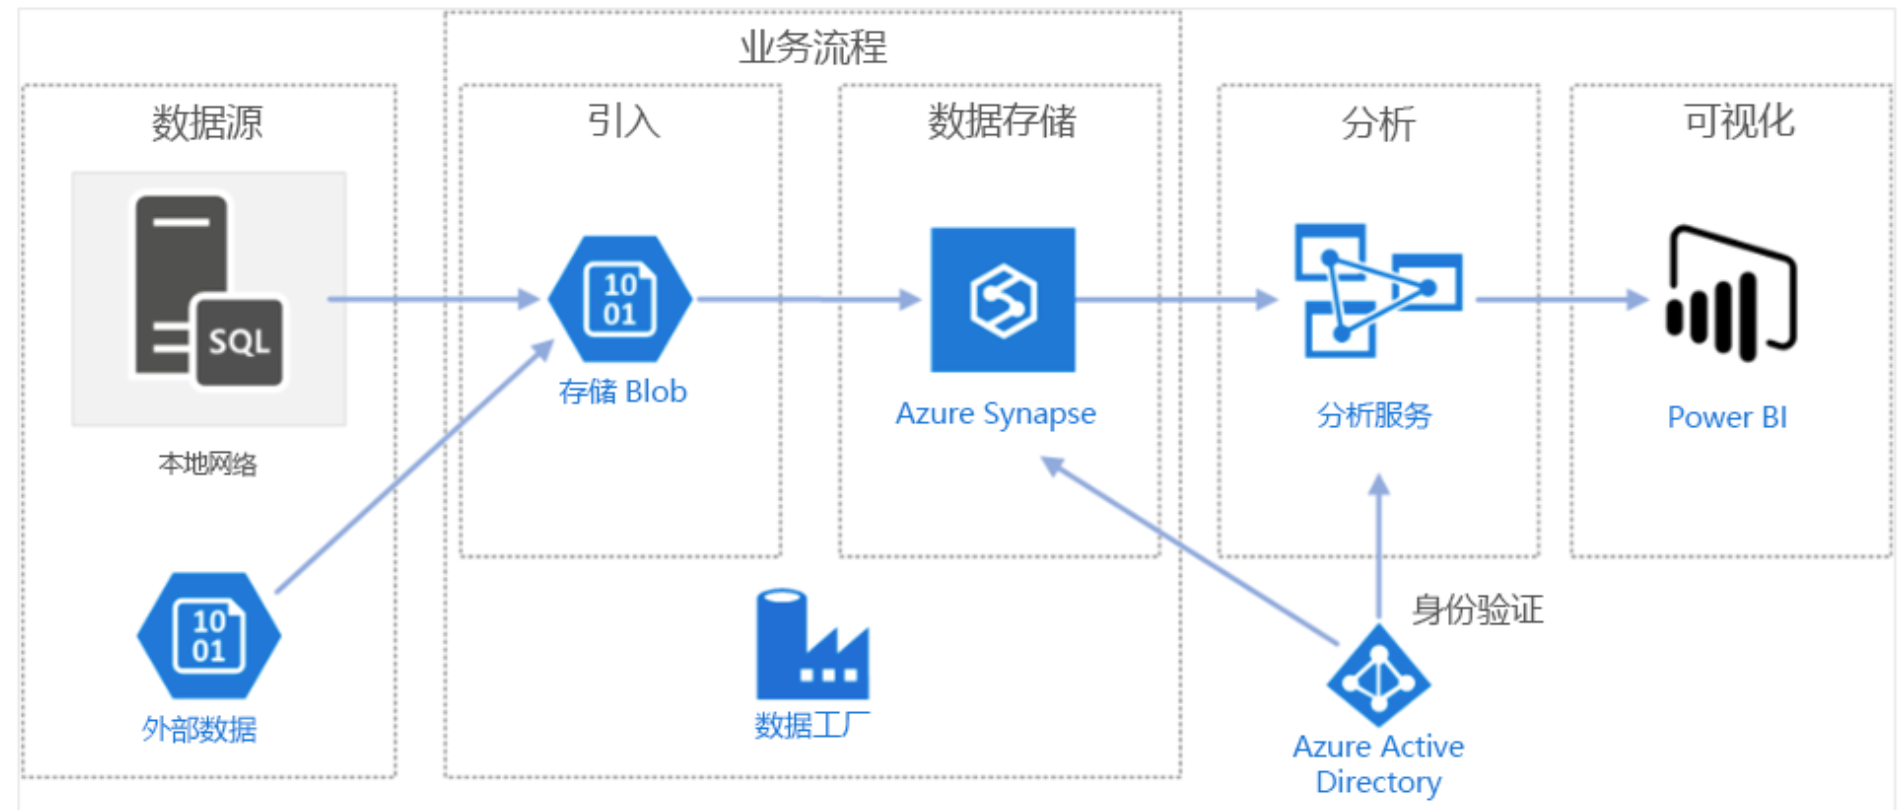 业务流程
数据源
引入
数据存储
分析
可视化
SQL
10
01
存储 Blob
Azure Synapse
分析服务
Power BI
本地网络
10
01
外部数据
数据工厂
身份验证
Azure Active
Directory